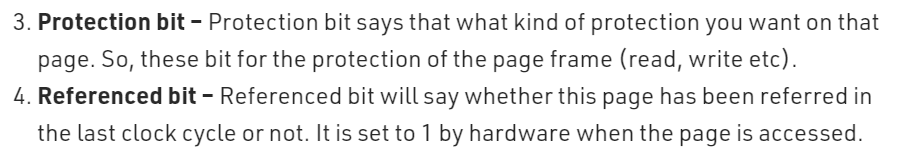 3. Protection bit – Protection bit says that what kind of protection you want on that
page. So, these bit for the protection of the page frame (read, write etc).
4. Referenced bit – Referenced bit will say whether this page has been referred in
the last clock cycle or not. It is set to 1 by hardware when the page is accessed.